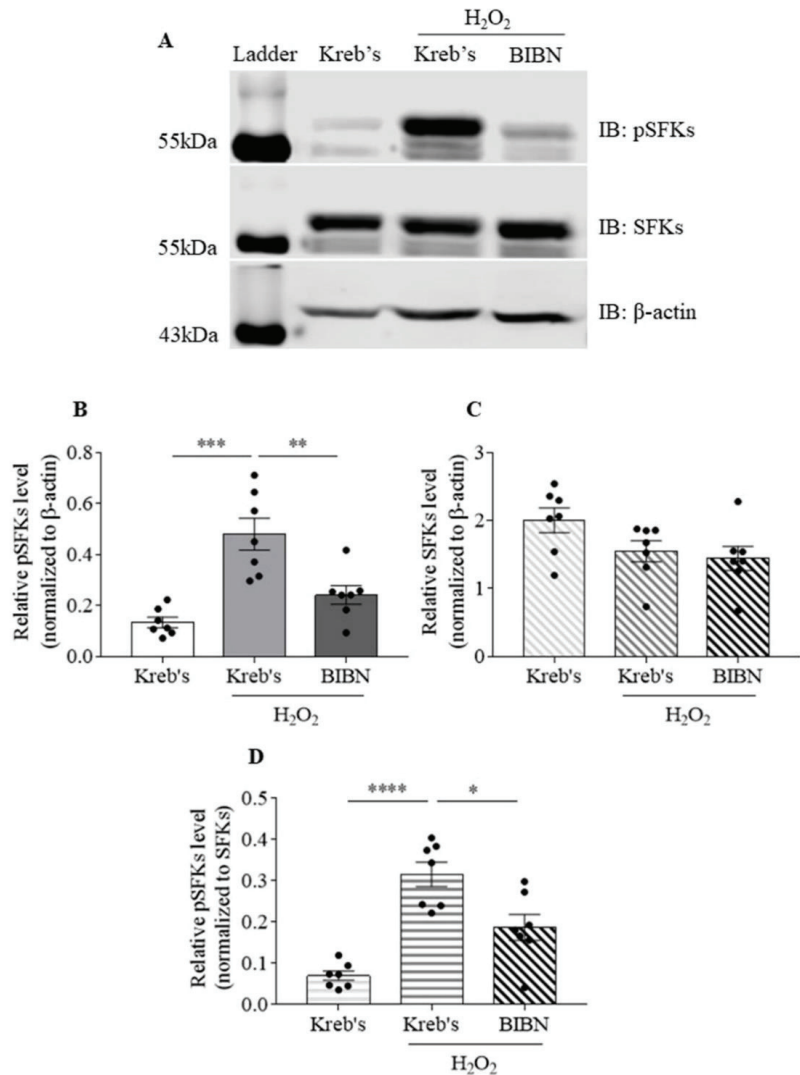 H₂O₂
A
Ladder Kreb's Kreb's BIBN
55kDa
IB: pSFKs
55kDa
IB: SFKs
43kDa
IB: β-actin
B
Relative pSFKs level
(normalized to β-actin)
0.8
0.6
0.4
0.2
0.0
*** **
Kreb's Kreb's BIBN
H₂O₂
C
Relative SFKs level
(normalized to β-actin)
3
2
1
0
Kreb's Kreb's BIBN
H₂O₂
D
Relative pSFKs level
(normalized to SFKs)
0.5
0.4
0.3
0.2
0.1
0.0
**** *
Kreb's Kreb's BIBN
H₂O₂